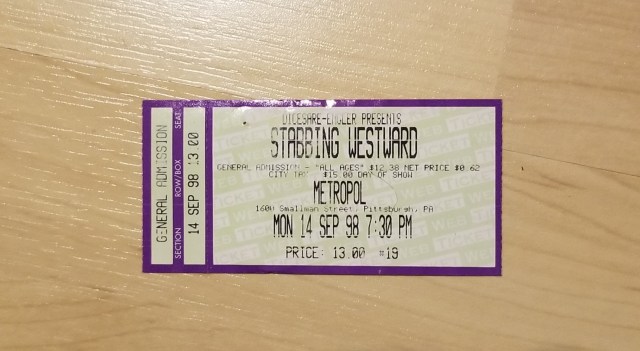 GENERAL ADMISSION
SECTION ROW/BOX SEAT
14 SEP 98 13.00
DICESARE-ENGLER PRESENTS
STABBING WESTWARD
GENERAL ADMISSION - "ALL AGES" $12.38 NET PRICE $0.62
CITY TAX $15.00 DAY OF SHOW
METROPOL
1600 Smallman Street, Pittsburgh, PA
MON 14 SEP 98 7:30 PM
PRICE: 13.00 #19